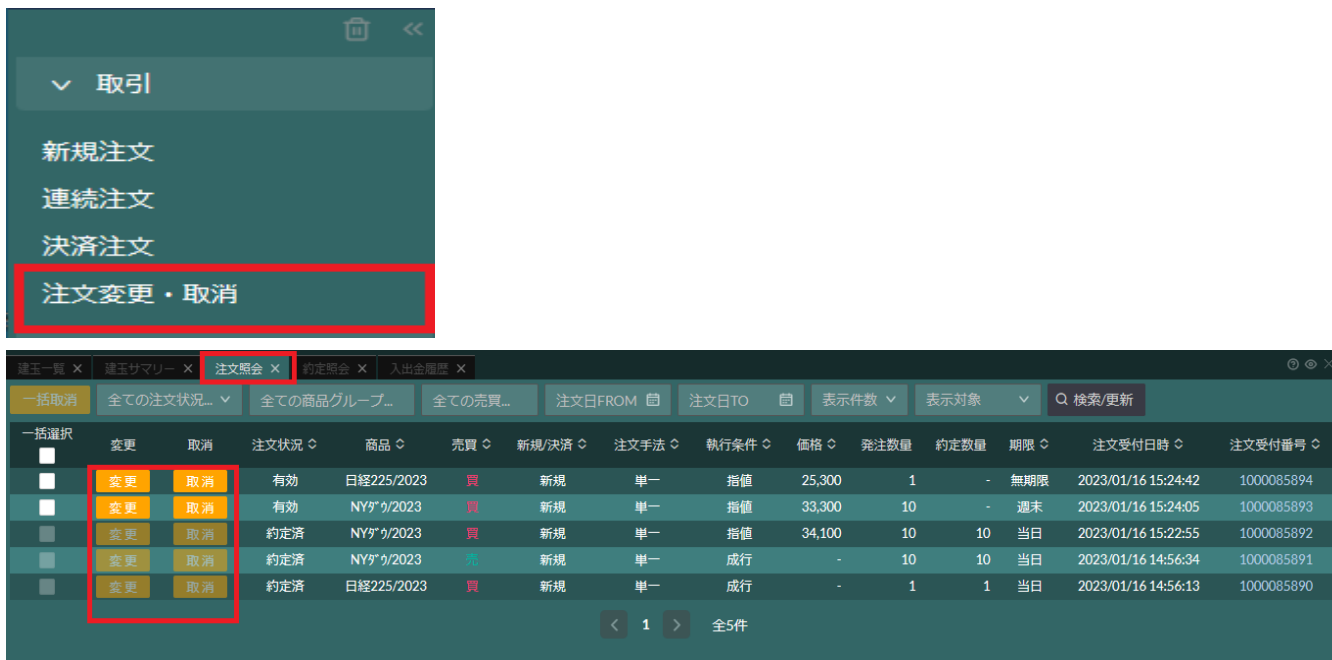 取引
新規注文
連続注文
決済注文
注文変更・取消
建玉一覧 建玉サマリー 注文照会 約定照会 入出金履歴
一括取消 全ての注文状況... 全ての商品グループ... 全ての売買... 注文日FROM 注文日TO 表示件数 表示対象 検索/更新
一括選択 変更 取消 注文状況 商品 売買 新規/決済 注文手法 執行条件 価格 発注数量 約定数量 期限 注文受付日時 注文受付番号
変更 取消 有効 日経225/2023 買 新規 単一 指値 25,300 1 - 無期限 2023/01/16 15:24:42 1000085894
変更 取消 有効 NYダウ/2023 買 新規 単一 指値 33,300 10 - 週末 2023/01/16 15:24:05 1000085893
変更 取消 約定済 NYダウ/2023 買 新規 単一 指値 34,100 10 10 当日 2023/01/16 15:22:55 1000085892
変更 取消 約定済 NYダウ/2023 売 新規 単一 成行 - 10 10 当日 2023/01/16 14:56:34 1000085891
変更 取消 約定済 日経225/2023 買 新規 単一 成行 - 1 1 当日 2023/01/16 14:56:13 1000085890
1 全5件